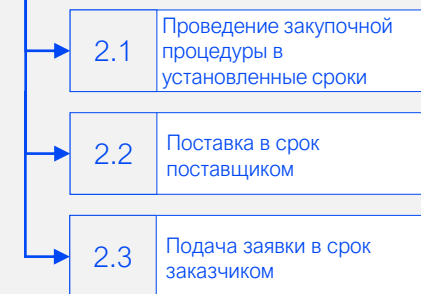 2.1
Проведение закупочной
процедуры в
установленные сроки
2.2
Поставка в срок
поставщиком
2.3
Подача заявки в срок
заказчиком